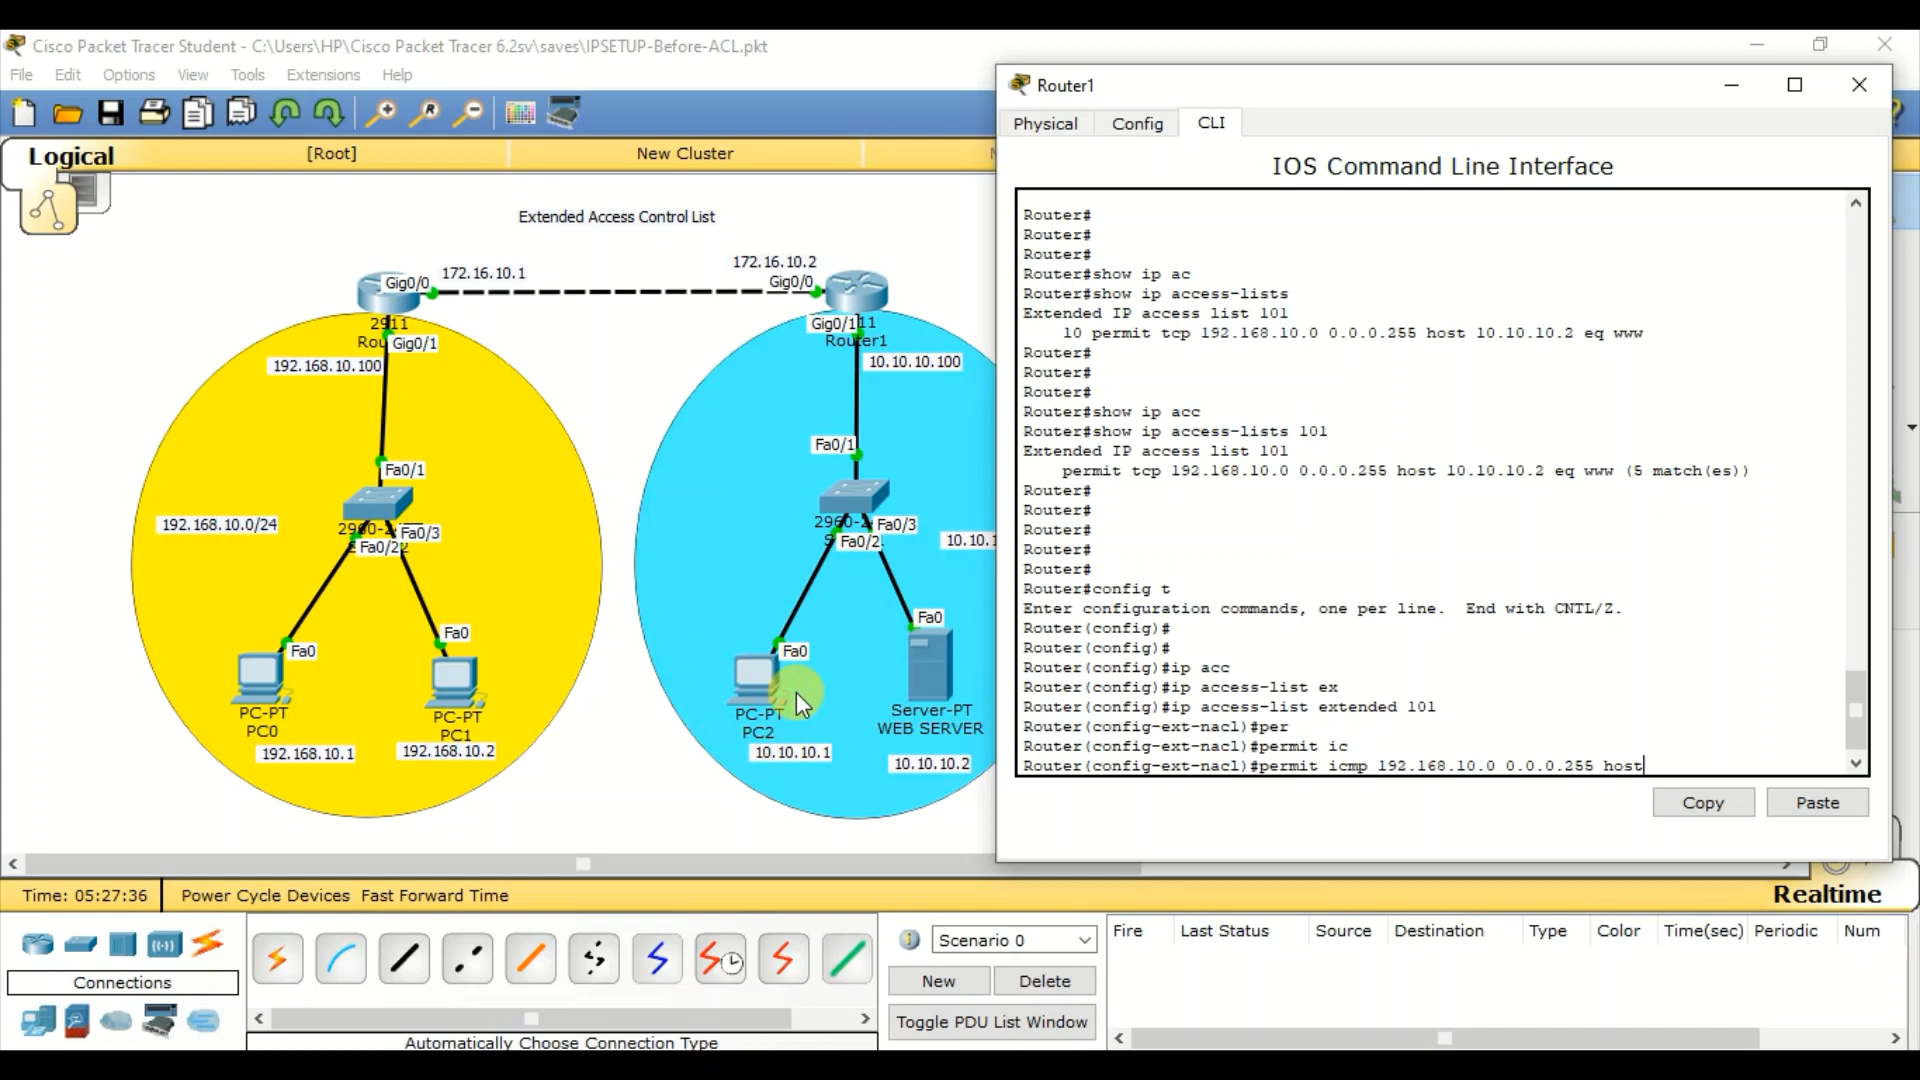 Cisco Packet Tracer Student - C:\Users\HP\Cisco Packet Tracer 6.2sv\saves\IPSETUP-Before-ACL.pkt
File Edit Options View Tools Extensions Help
Logical
[Root]
New Cluster
Extended Access Control List
172.16.10.1
172.16.10.2
Gig0/0
Gig0/0
2911
Gig0/1
Gig0/1
Router1
192.168.10.100
10.10.10.100
Fa0/1
Fa0/1
192.168.10.0/24
Fa0/3
Fa0/2
Fa0/3
Fa0/2
Fa0
Fa0
Fa0
Fa0
PC-PT
PC0
192.168.10.1
PC-PT
PC1
192.168.10.2
PC-PT
PC2
10.10.10.1
Server-PT
WEB SERVER
10.10.10.2
Router1
Physical Config CLI
IOS Command Line Interface
Router#
Router#
Router#
Router#show ip ac
Router#show ip access-lists
Extended IP access list 101
10 permit tcp 192.168.10.0 0.0.0.255 host 10.10.10.2 eq www
Router#
Router#
Router#
Router#show ip acc
Router#show ip access-lists 101
Extended IP access list 101
permit tcp 192.168.10.0 0.0.0.255 host 10.10.10.2 eq www (5 match(es))
Router#
Router#
Router#
Router#
Router#
Router#config t
Enter configuration commands, one per line. End with CNTL/Z.
Router(config)#
Router(config)#
Router(config)#ip acc
Router(config)#ip access-list ex
Router(config)#ip access-list extended 101
Router(config-ext-nacl)#per
Router(config-ext-nacl)#permit ic
Router(config-ext-nacl)#permit icmp 192.168.10.0 0.0.0.255 host
Copy Paste
Time: 05:27:36 Power Cycle Devices Fast Forward Time
Realtime
Connections
Automatically Choose Connection Type
Scenario 0
New Delete
Toggle PDU List Window
Fire Last Status Source Destination Type Color Time(sec) Periodic Num